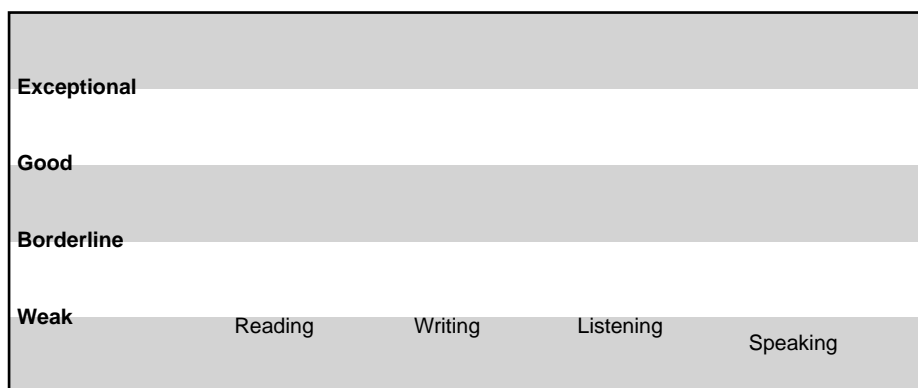 Exceptional
Good
Borderline
Weak
Reading Writing Listening
Speaking